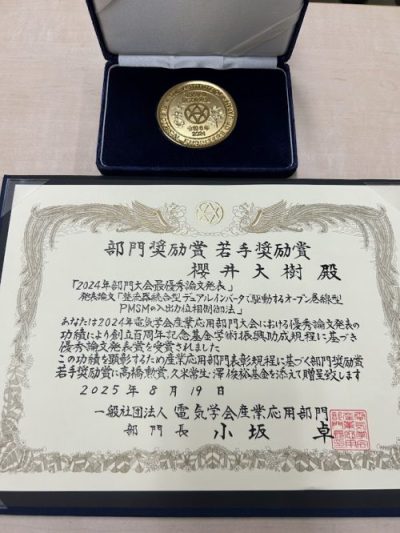 2024
部門奨励賞 若手奨励賞
櫻井大樹 殿
「2024年部門大会最優秀論文発表」
発表論文「整流器統合型デュアルインバータで駆動するオープン巻線型
PMSMの入出力位相制御法」
あなたは2024年電気学会産業応用部門大会における優秀論文発表の
功績により創立百周年記念基金学術振興助成規程に基づき
優秀論文発表賞を受賞されました
この功績を顕彰するため産業応用部門表彰規程に基づく部門奨励賞
若手奨励賞に高橋勲賞,久米常生・澤俊裕基金を添えて贈呈致します
2025年8月19日
一般社団法人 電気学会産業応用部門
部門長 小坂 卓